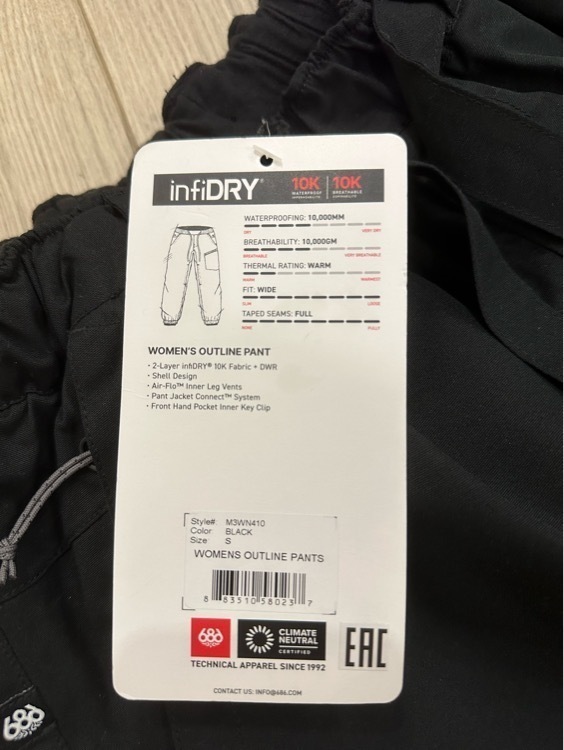 infiDRY®
10K
WATERPROOF
10K
BREATHABLE
WATERPROOFING: 10,000MM
DRY
VERY DRY
BREATHABILITY: 10,000GM
BREATHABLE
VERY BREATHABLE
THERMAL RATING: WARM
WARM
WARMEST
FIT: WIDE
SLIM
LOOSE
TAPED SEAMS: FULL
NONE
FULLY
WOMEN'S OUTLINE PANT
• 2-Layer infiDRY® 10K Fabric + DWR
• Shell Design
• Air-Flo™ Inner Leg Vents
• Pant Jacket Connect™ System
• Front Hand Pocket Inner Key Clip
Style#: M3WN410
Color: BLACK
Size: S
WOMENS OUTLINE PANTS
8 83510 58023 7
686
CLIMATE
NEUTRAL
CERTIFIED
EAC
TECHNICAL APPAREL SINCE 1992
CONTACT US: INFO@686.COM
686